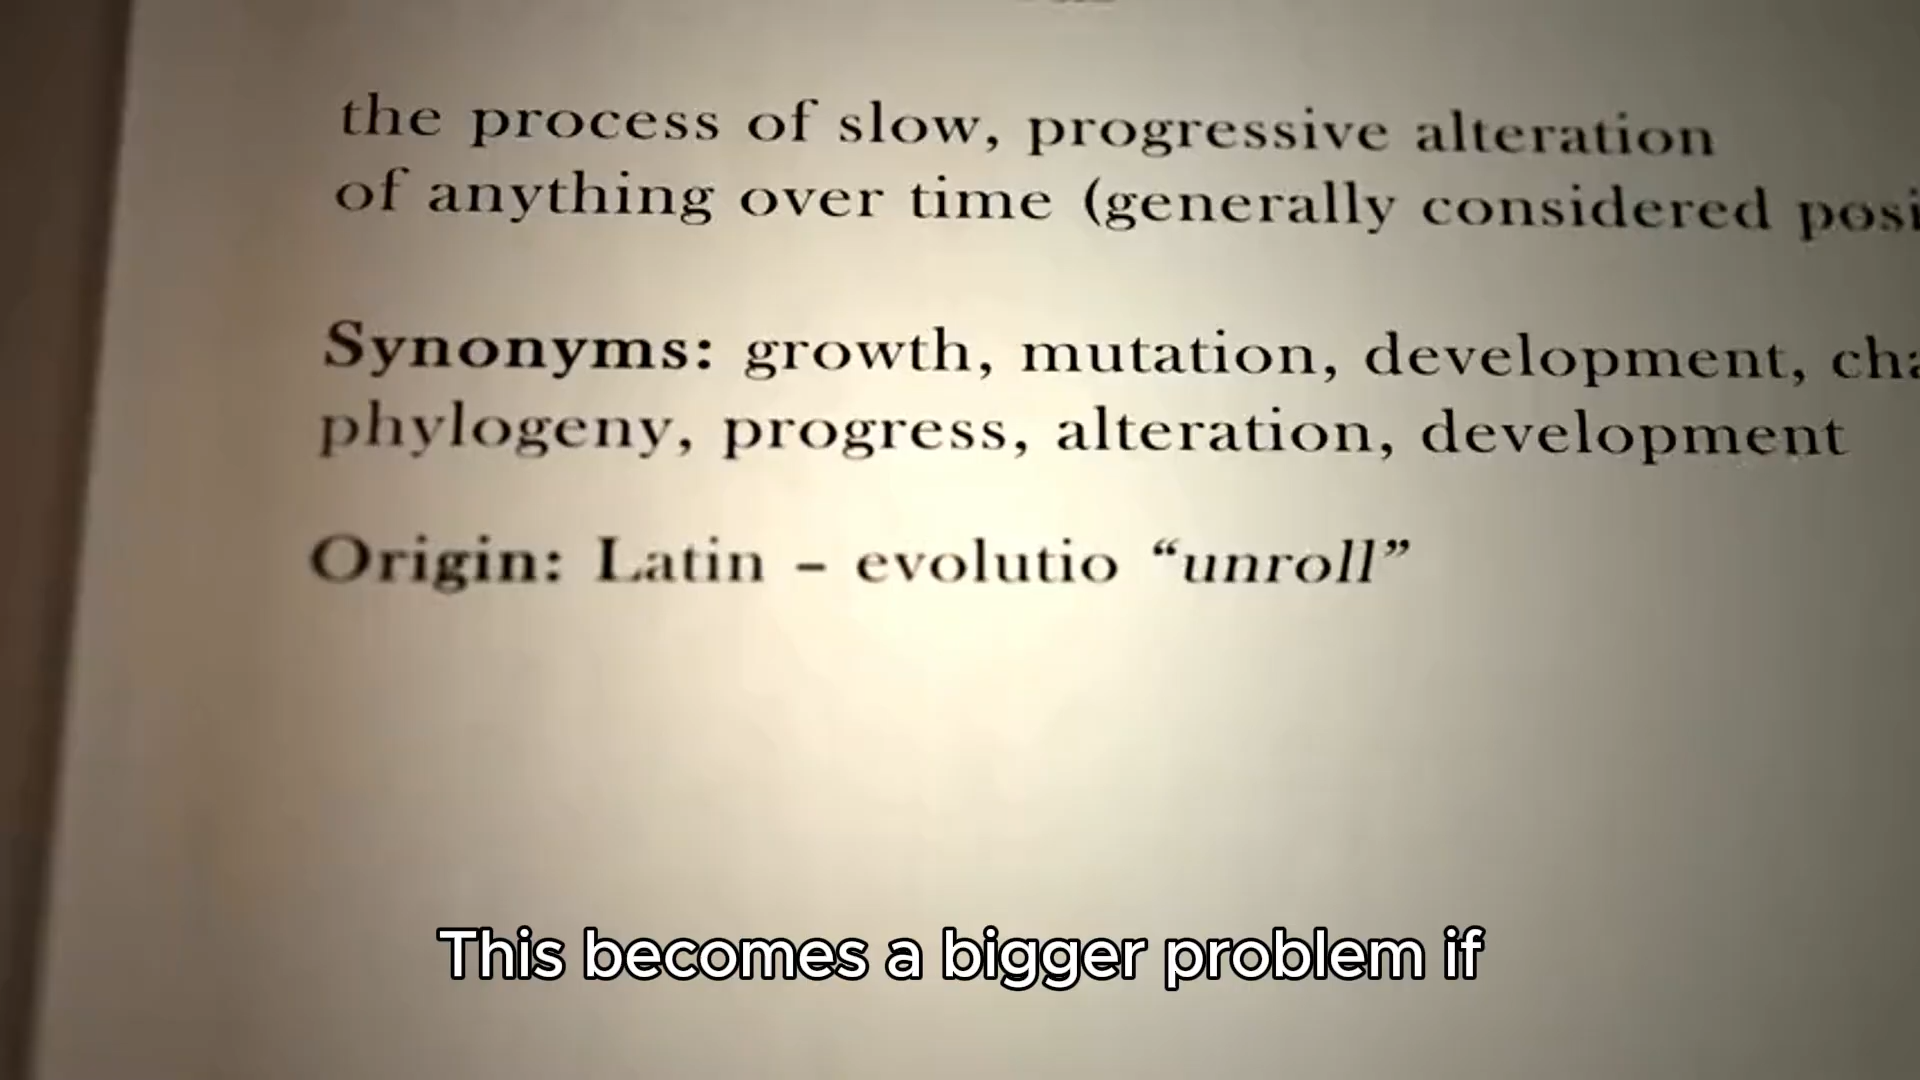 the process of slow, progressive alteration
of anything over time (generally considered
Synonyms: growth, mutation, development,
phylogeny, progress, alteration, development
Origin: Latin – evolutio “unroll”
This becomes a bigger problem if